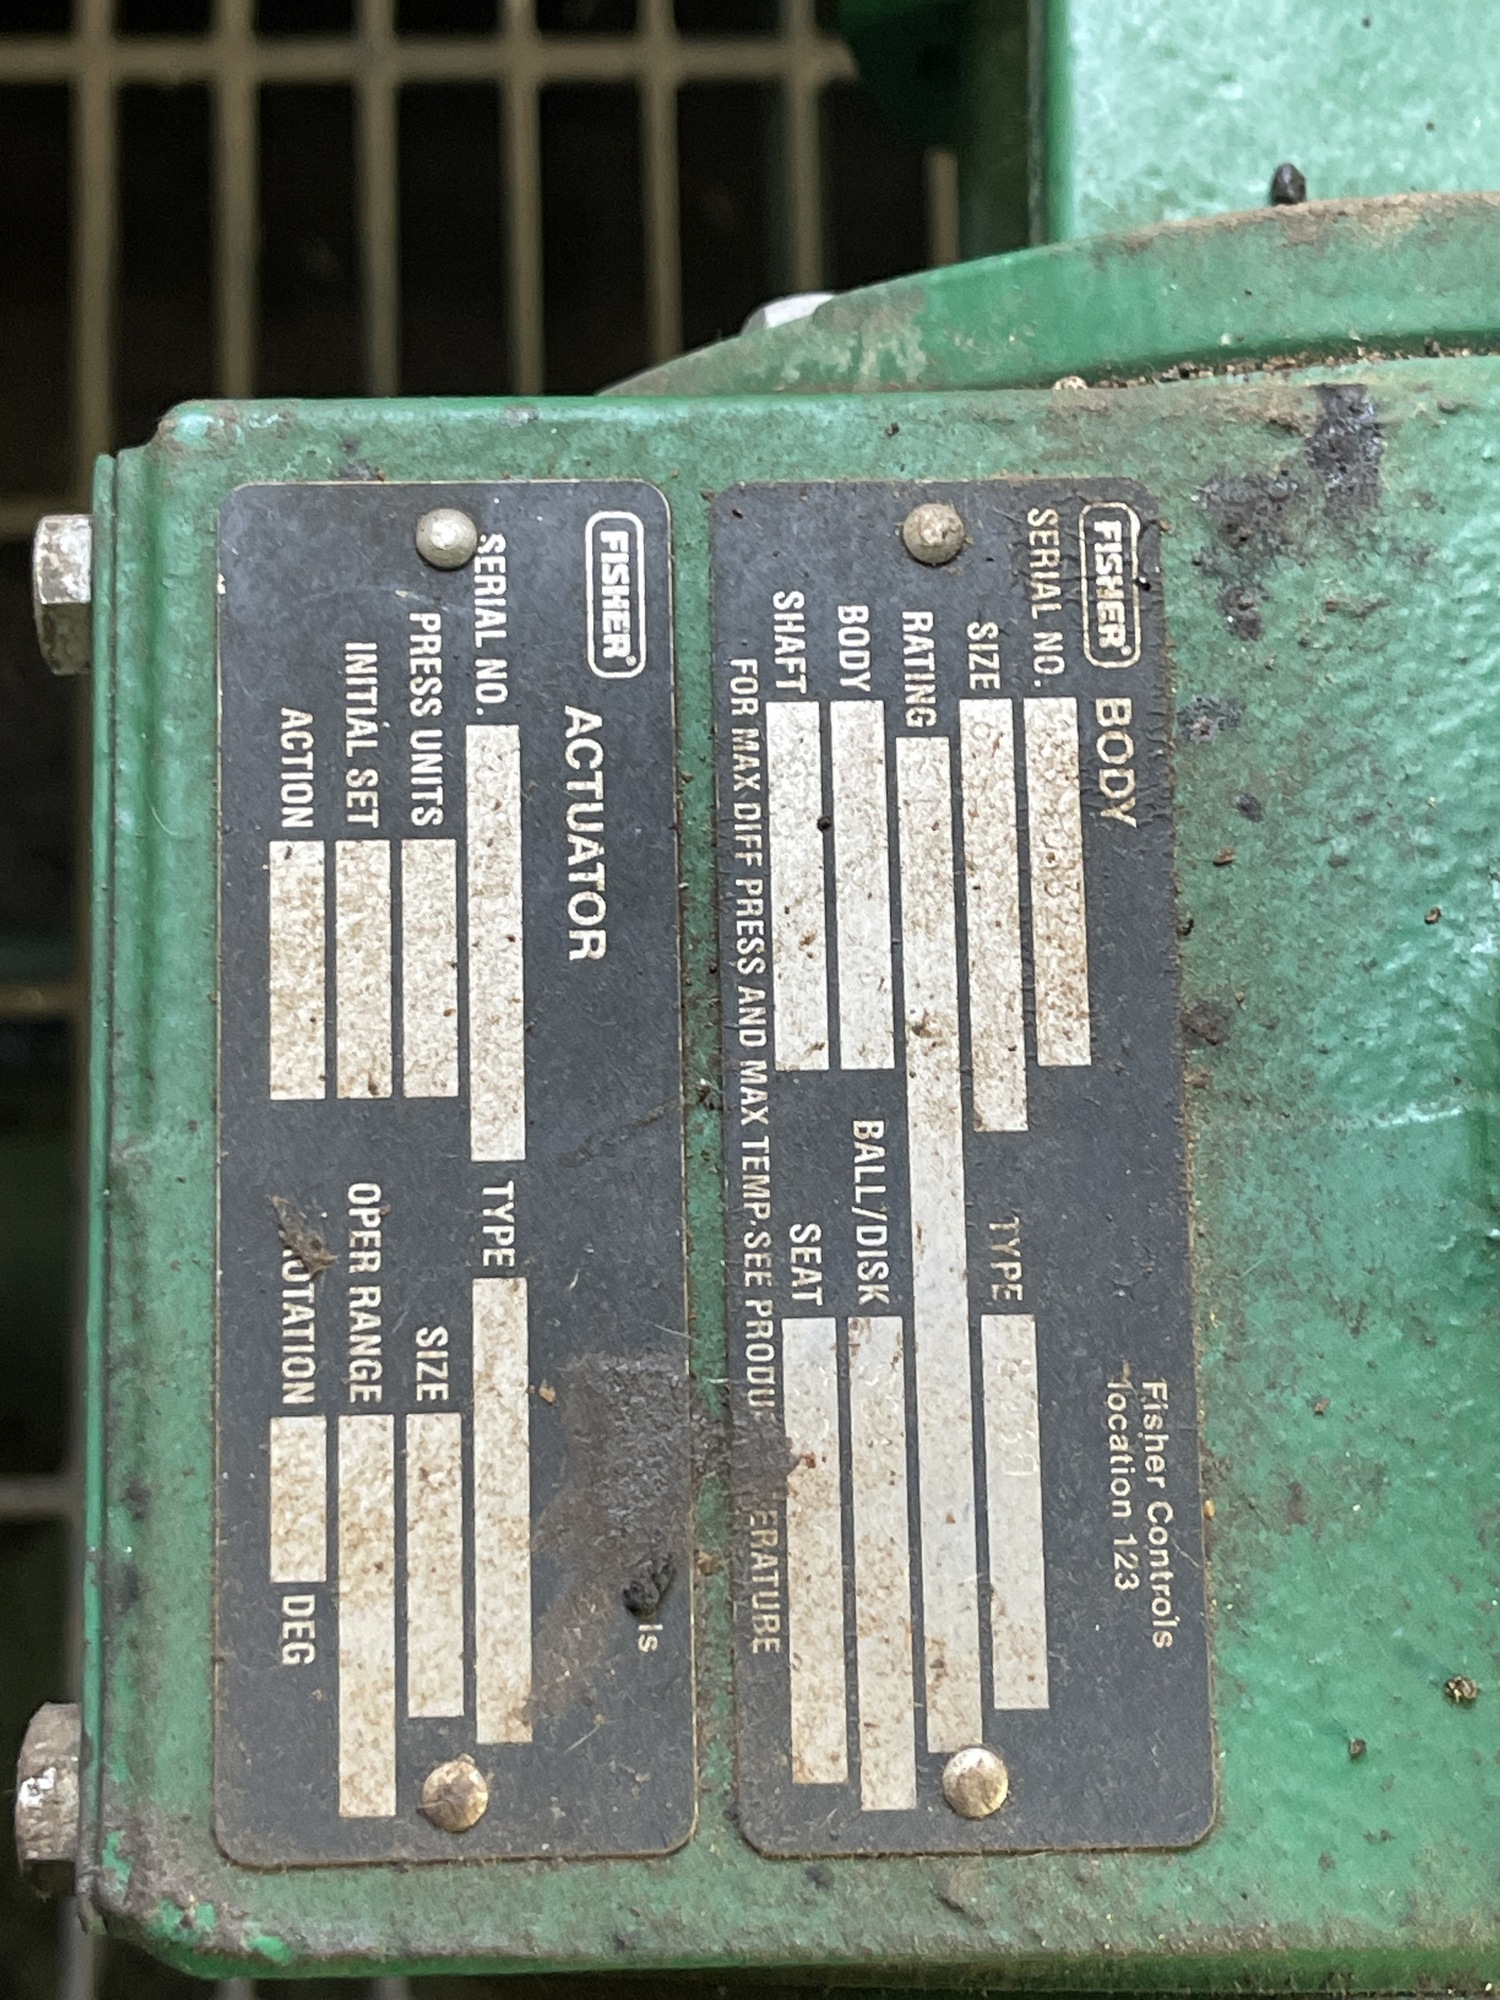 FISHER® BODY
Fisher Controls
location 123
SERIAL NO.
SIZE TYPE
RATING
BODY BALL/DISK
SHAFT SEAT
FOR MAX DIFF PRESS AND MAX TEMP. SEE
FISHER® ACTUATOR
SERIAL NO. TYPE
PRESS UNITS SIZE
INITIAL SET OPER RANGE
ACTION ROTATION DEG